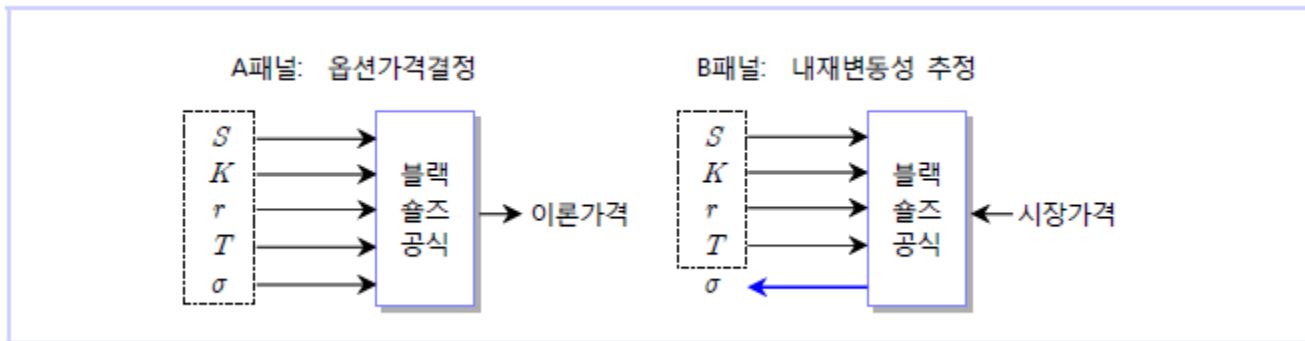 A패널: 옵션가격결정
S
K
r
T
σ
블랙
숄즈
공식
이론가격
B패널: 내재변동성 추정
S
K
r
T
σ
블랙
숄즈
공식
시장가격